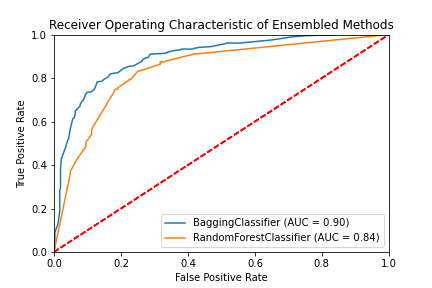 Receiver Operating Characteristic of Ensembled Methods
1.0
0.8
0.6
0.4
0.2
0.0
True Positive Rate
BaggingClassifier (AUC = 0.90)
RandomForestClassifier (AUC = 0.84)
0.0 0.2 0.4 0.6 0.8 1.0
False Positive Rate